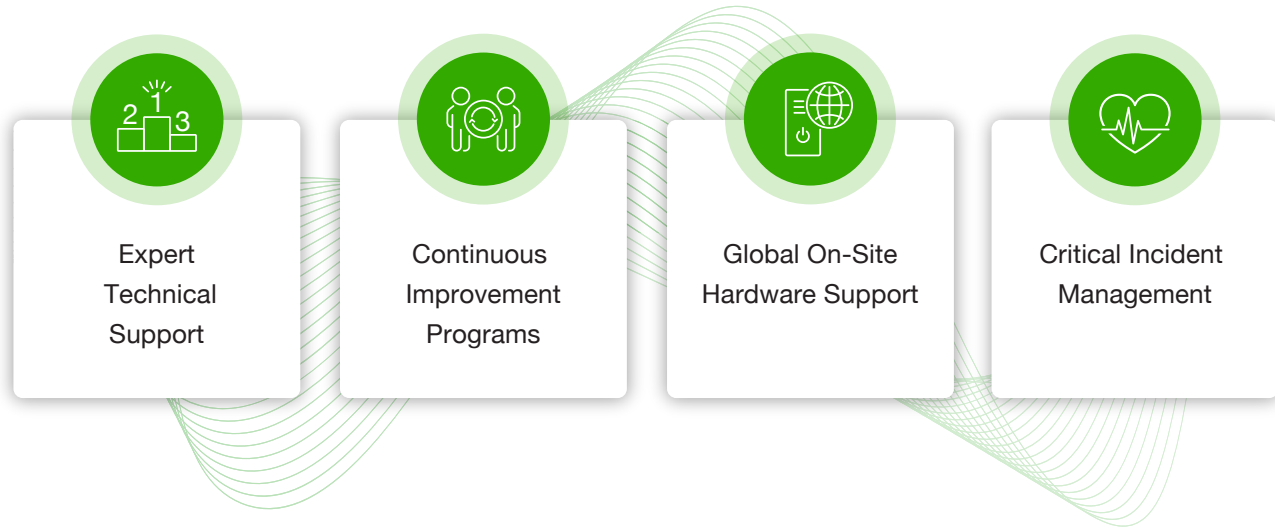 2 1 3
Expert
Technical
Support
Continuous
Improvement
Programs
Global On-Site
Hardware Support
Critical Incident
Management